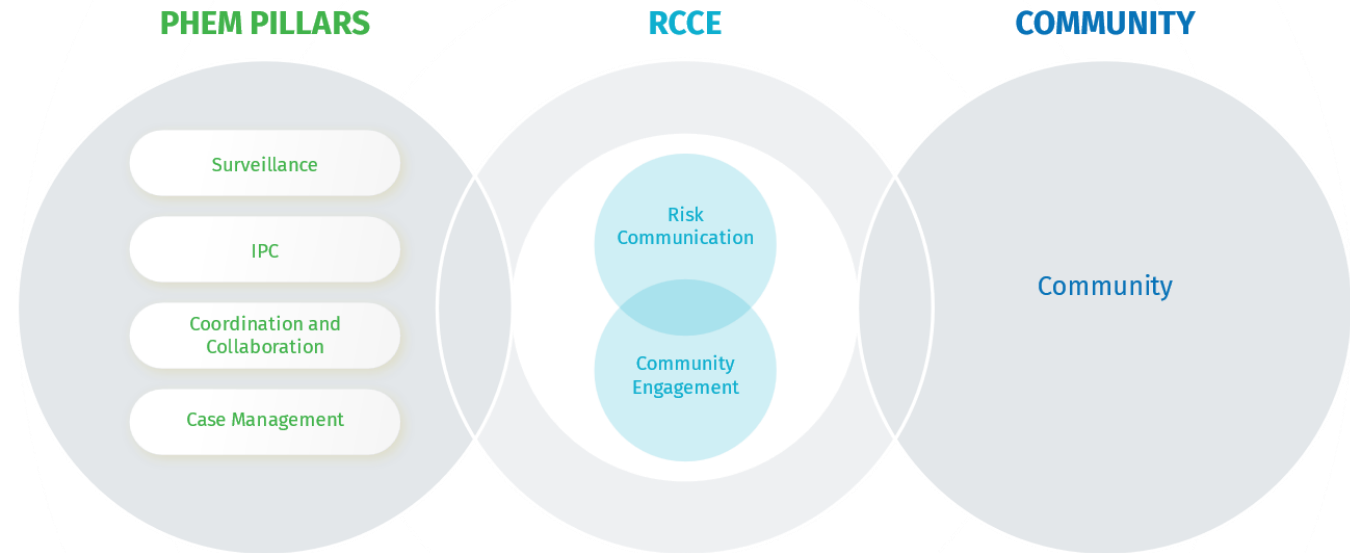 PHEM PILLARS
RCCE
COMMUNITY
Surveillance
IPC
Coordination and
Collaboration
Case Management
Risk
Communication
Community
Engagement
Community